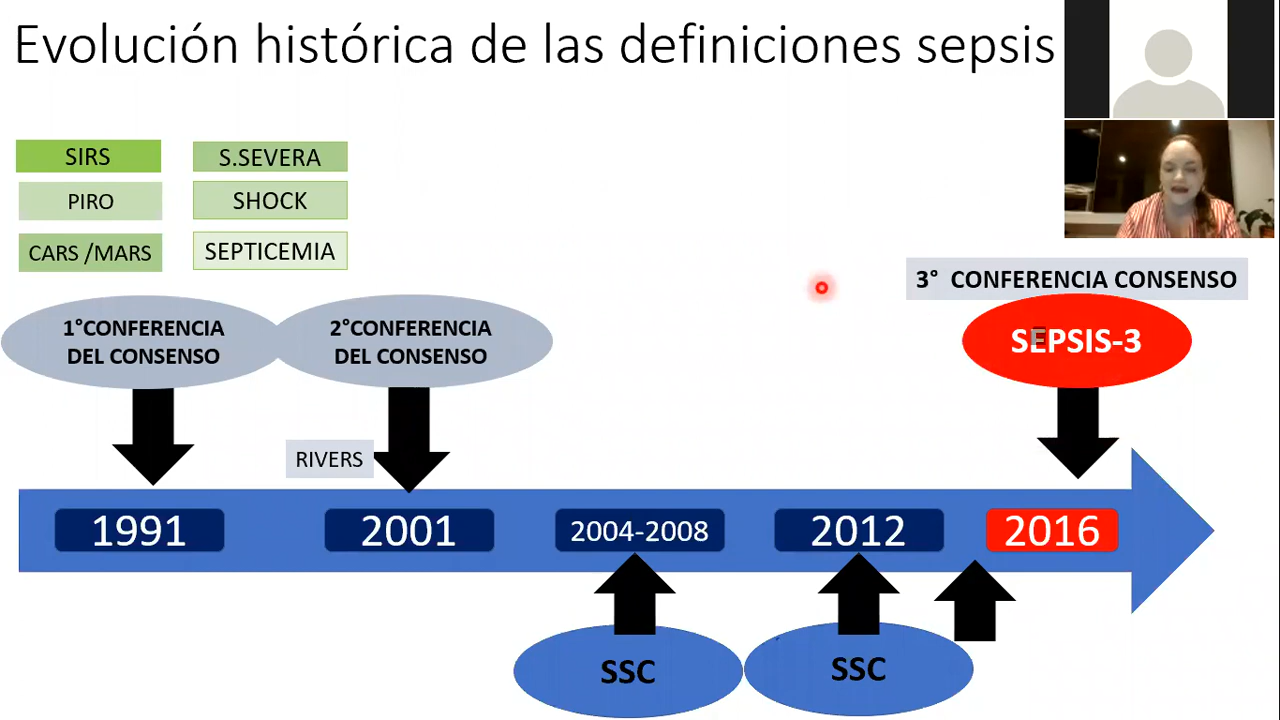 Evolución histórica de las definiciones sepsis
SIRS
S.SEVERA
PIRO
SHOCK
CARS /MARS
SEPTICEMIA
3° CONFERENCIA CONSENSO
1°CONFERENCIA
DEL CONSENSO
2°CONFERENCIA
DEL CONSENSO
SEPSIS-3
RIVERS
1991
2001
2004-2008
2012
2016
SSC
SSC